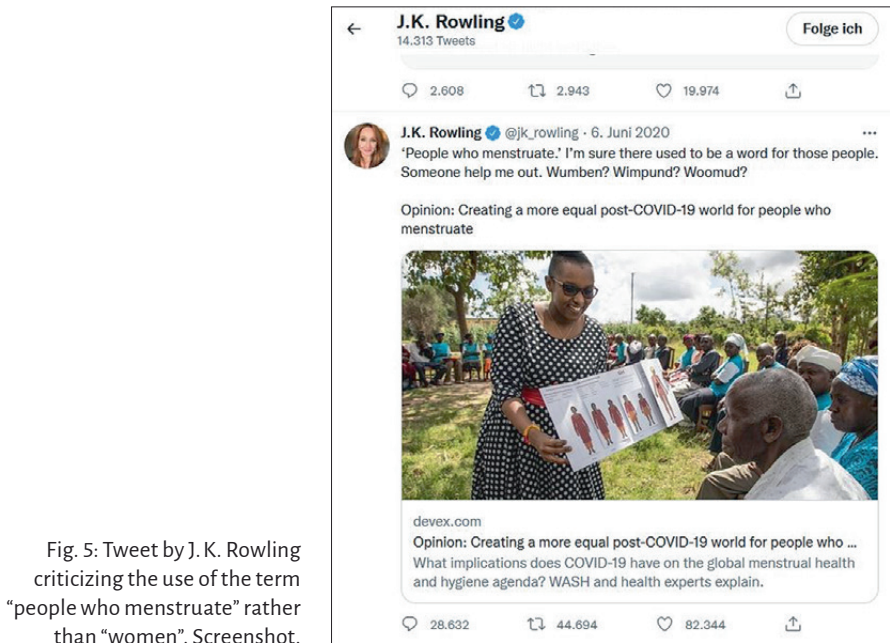 J.K. Rowling
14.313 Tweets
Folge ich
2.608 2.943 19.974
J.K. Rowling @jk_rowling · 6. Juni 2020
‘People who menstruate.’ I’m sure there used to be a word for those people.
Someone help me out. Wumben? Wimpund? Woomud?
Opinion: Creating a more equal post-COVID-19 world for people who
menstruate
devex.com
Opinion: Creating a more equal post-COVID-19 world for people who ...
What implications does COVID-19 have on the global menstrual health
and hygiene agenda? WASH and health experts explain.
28.632 44.694 82.344
Fig. 5: Tweet by J. K. Rowling
criticizing the use of the term
“people who menstruate” rather
than “women”. Screenshot.